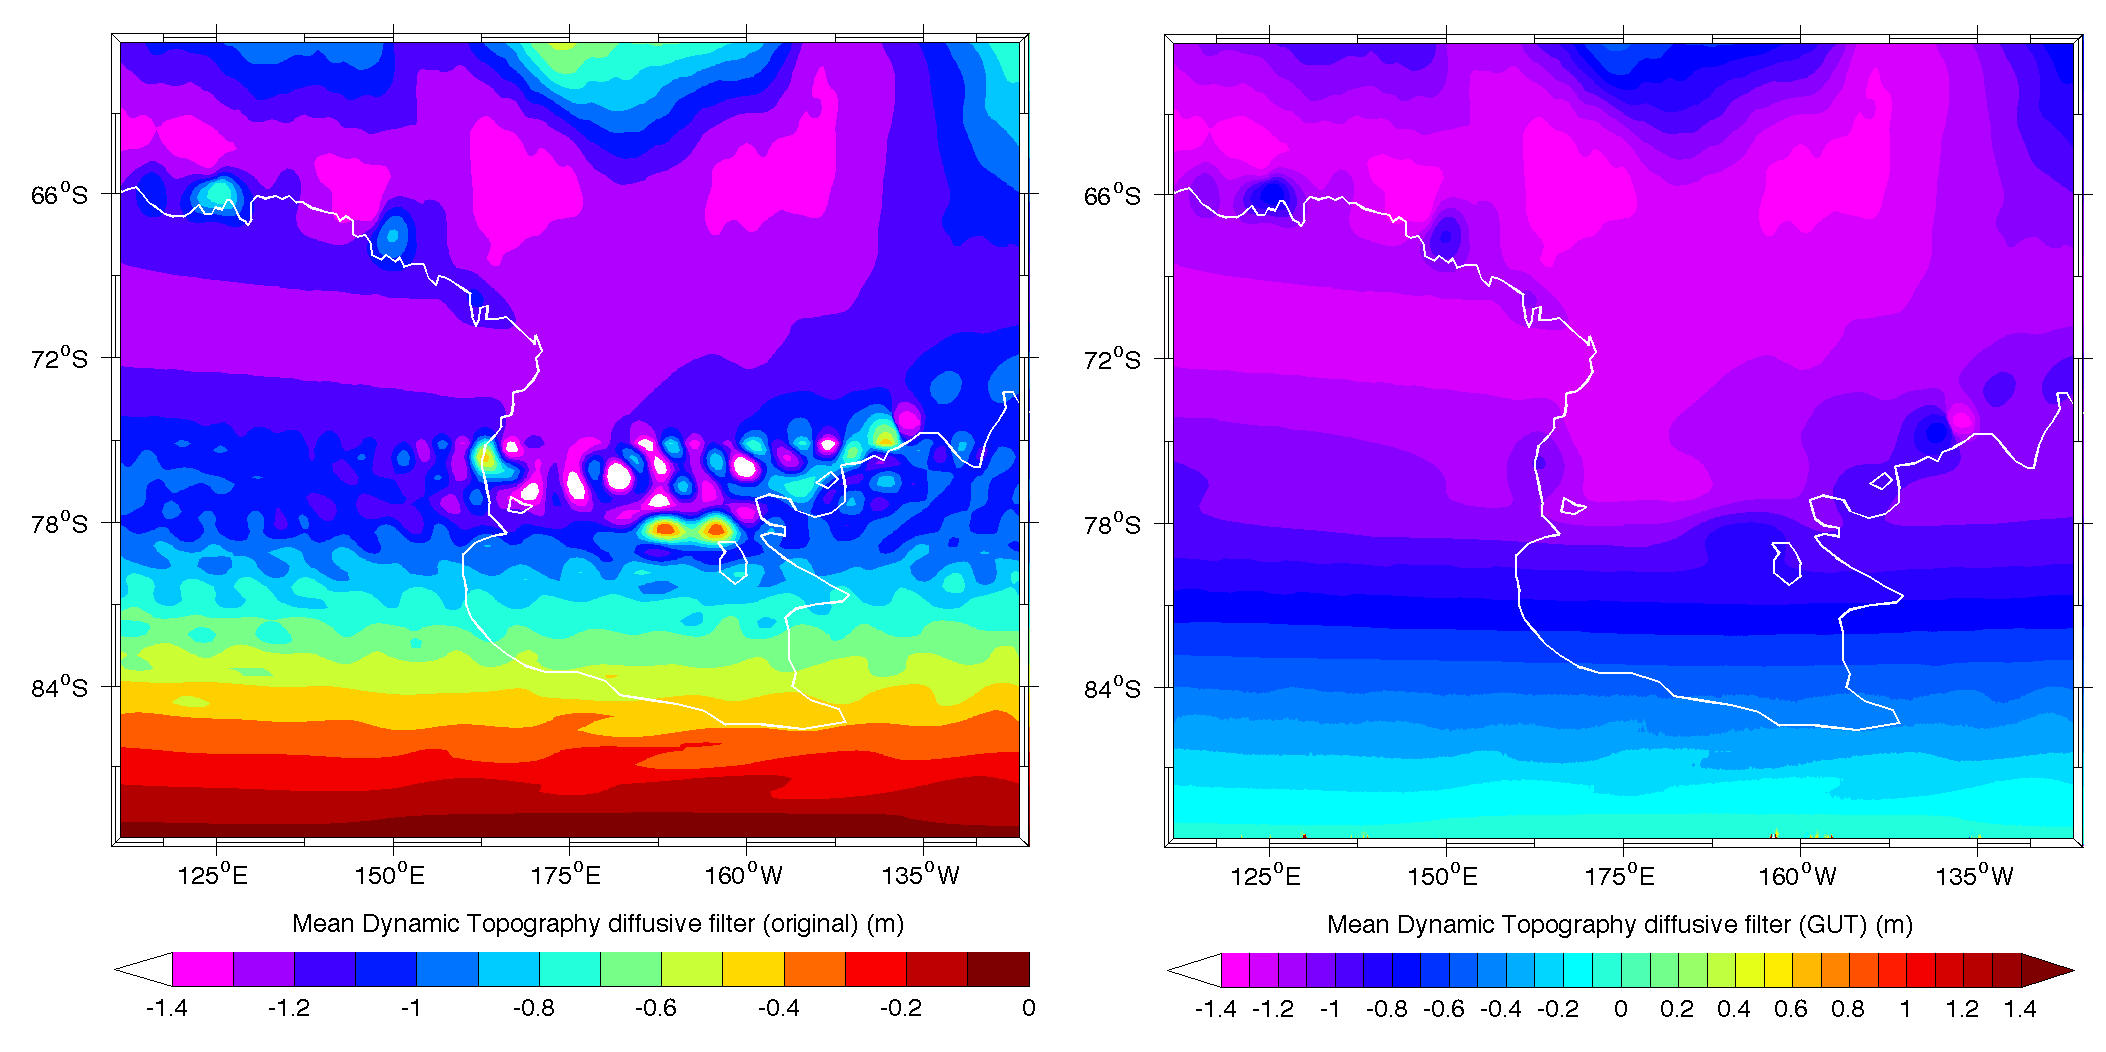 66°S
72°S
78°S
84°S
125°E 150°E 175°E 160°W 135°W
Mean Dynamic Topography diffusive filter (original) (m)
-1.4 -1.2 -1 -0.8 -0.6 -0.4 -0.2 0
66°S
72°S
78°S
84°S
125°E 150°E 175°E 160°W 135°W
Mean Dynamic Topography diffusive filter (GUT) (m)
-1.4 -1.2 -1 -0.8 -0.6 -0.4 -0.2 0 0.2 0.4 0.6 0.8 1 1.2 1.4